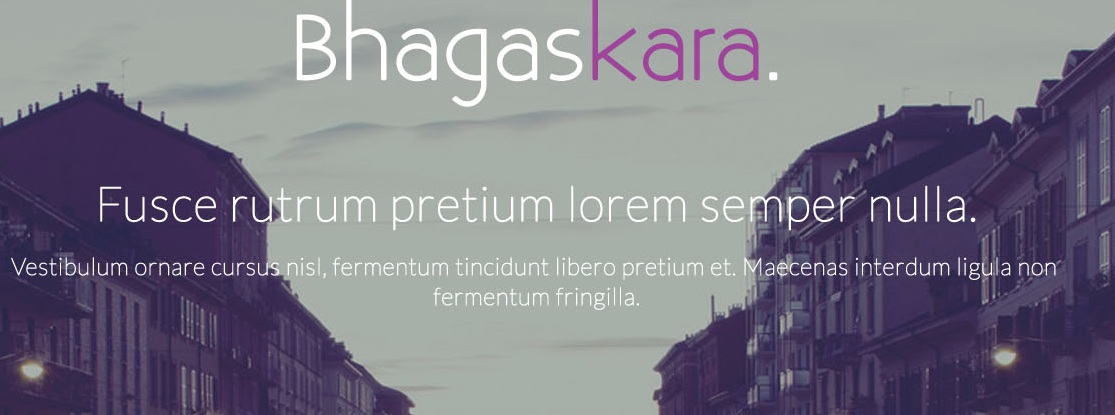 Bhagaskara.
Fusce rutrum pretium lorem semper nulla.
Vestibulum ornare cursus nisl, fermentum tincidunt libero pretium et. Maecenas interdum ligula non
fermentum fringilla.